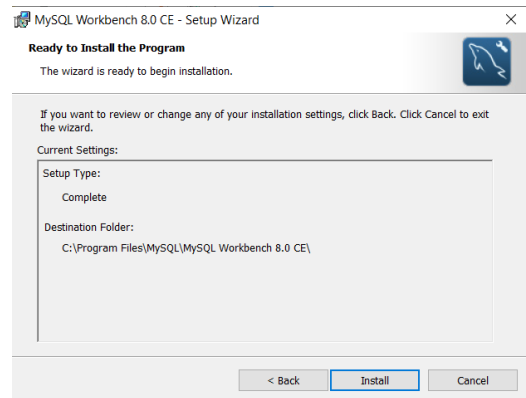 MySQL Workbench 8.0 CE - Setup Wizard
Ready to Install the Program
The wizard is ready to begin installation.
If you want to review or change any of your installation settings, click Back. Click Cancel to exit
the wizard.
Current Settings:
Setup Type:
Complete
Destination Folder:
C:\Program Files\MySQL\MySQL Workbench 8.0 CE\
< Back
Install
Cancel